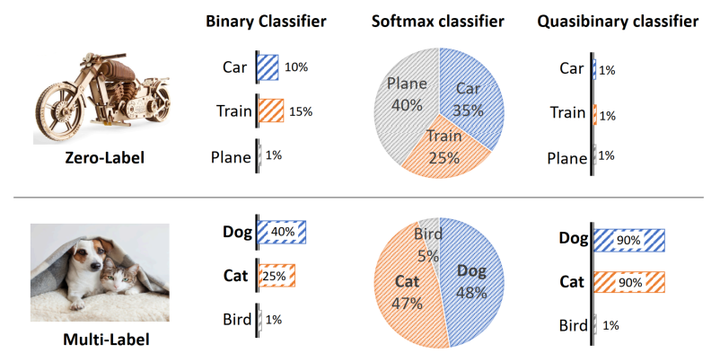 Binary Classifier
Softmax classifier
Quasibinary classifier
Car 10%
Train 15%
Plane 1%
Zero-Label
Plane
40%
Car
35%
Train
25%
Car 1%
Train 1%
Plane 1%
Dog 40%
Cat 25%
Bird 1%
Multi-Label
Bird
5%
Cat
47%
Dog
48%
Dog 90%
Cat 90%
Bird 1%